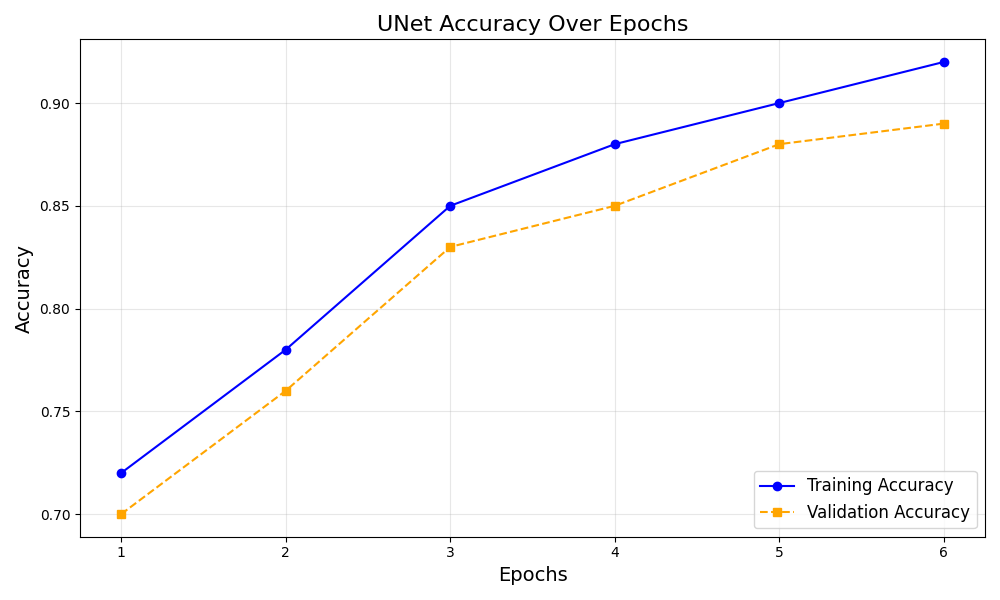 UNet Accuracy Over Epochs
Accuracy
0.90
0.85
0.80
0.75
0.70
1 2 3 4 5 6
Epochs
Training Accuracy
Validation Accuracy